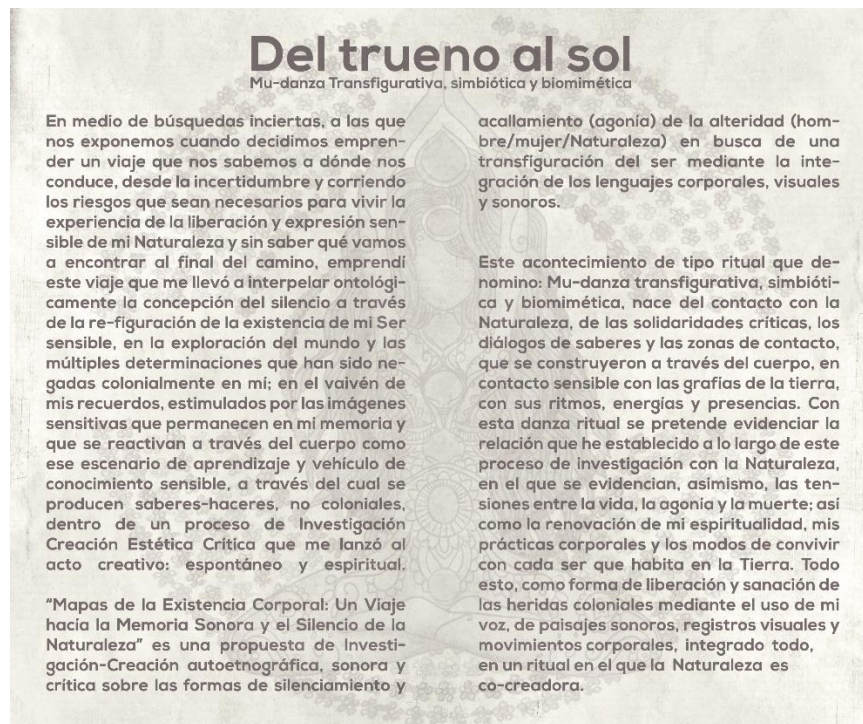 Del trueno al sol
Mu-danza Transfigurativa, simbiótica y biomimética
En medio de búsquedas inciertas, a las que
nos exponemos cuando decidimos empren-
der un viaje que nos sabemos a dónde nos
conduce, desde la incertidumbre y corriendo
los riesgos que sean necesarios para vivir la
experiencia de la liberación y expresión sen-
sible de mi Naturaleza y sin saber qué vamos
a encontrar al final del camino, emprendí
este viaje que me llevó a interpelar ontológi-
camente la concepción del silencio a través
de la re-figuración de la existencia de mi Ser
sensible, en la exploración del mundo y las
múltiples determinaciones que han sido ne-
gadas colonialmente en mí; en el vaivén de
mis recuerdos, estimulados por las imágenes
sensitivas que permanecen en mi memoria y
que se reactivan a través del cuerpo como
ese escenario de aprendizaje y vehículo de
conocimiento sensible, a través del cual se
producen saberes-haceres, no coloniales,
dentro de un proceso de Investigación
Creación Estética Crítica que me lanzó al
acto creativo: espontáneo y espiritual.
“Mapas de la Existencia Corporal: Un Viaje
hacía la Memoria Sonora y el Silencio de la
Naturaleza” es una propuesta de Investi-
gación-Creación autoetnográfica, sonora y
crítica sobre las formas de silenciamiento y
acallamiento (agonía) de la alteridad (hom-
bre/mujer/Naturaleza) en busca de una
transfiguración del ser mediante la inte-
gración de los lenguajes corporales, visuales
y sonoros.
Este acontecimiento de tipo ritual que de-
nomino: Mu-danza transfigurativa, simbióti-
ca y biomimética, nace del contacto con la
Naturaleza, de las solidaridades críticas, los
diálogos de saberes y las zonas de contacto,
que se construyeron a través del cuerpo, en
contacto sensible con las grafías de la tierra,
con sus ritmos, energías y presencias. Con
esta danza ritual se pretende evidenciar la
relación que he establecido a lo largo de este
proceso de investigación con la Naturaleza,
en el que se evidencian, asimismo, las ten-
siones entre la vida, la agonía y la muerte; así
como la renovación de mi espiritualidad, mis
prácticas corporales y los modos de convivir
con cada ser que habita en la Tierra. Todo
esto, como forma de liberación y sanación de
las heridas coloniales mediante el uso de mi
voz, de paisajes sonoros, registros visuales y
movimientos corporales, integrado todo,
en un ritual en el que la Naturaleza es
co-creadora.